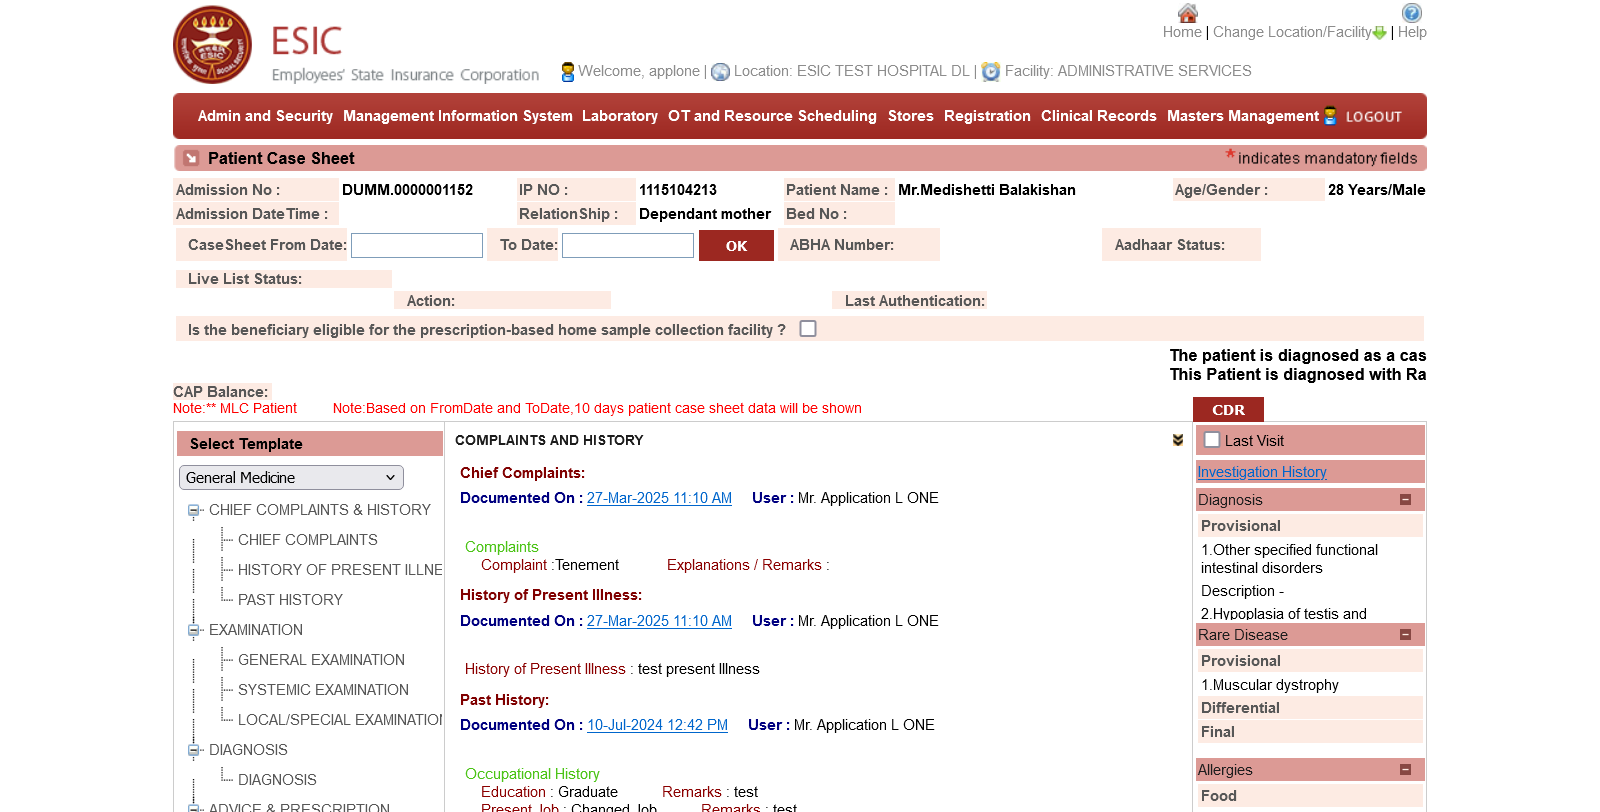 Home | Change Location/Facility | Help
ESIC
Employees' State Insurance Corporation
Welcome, applone | Location: ESIC TEST HOSPITAL DL | Facility: ADMINISTRATIVE SERVICES
Admin and Security Management Information System Laboratory OT and Resource Scheduling Stores Registration Clinical Records Masters Management LOGOUT
Patient Case Sheet
* indicates mandatory fields
Admission No : DUMM.0000001152 IP NO : 1115104213 Patient Name : Mr.Medishetti Balakishan Age/Gender : 28 Years/Male
Admission DateTime : RelationShip : Dependant mother Bed No :
CaseSheet From Date: To Date: OK ABHA Number: Aadhaar Status:
Live List Status:
Action: Last Authentication:
Is the beneficiary eligible for the prescription-based home sample collection facility ?
The patient is diagnosed as a cas
This Patient is diagnosed with Ra
CAP Balance:
Note:** MLC Patient Note:Based on FromDate and ToDate,10 days patient case sheet data will be shown
CDR
Select Template
General Medicine
CHIEF COMPLAINTS & HISTORY
CHIEF COMPLAINTS
HISTORY OF PRESENT ILLNE
PAST HISTORY
EXAMINATION
GENERAL EXAMINATION
SYSTEMIC EXAMINATION
LOCAL/SPECIAL EXAMINATION
DIAGNOSIS
DIAGNOSIS
ADVICE & PRESCRIPTION
COMPLAINTS AND HISTORY
Chief Complaints:
Documented On : 27-Mar-2025 11:10 AM User : Mr. Application L ONE
Complaints
Complaint :Tenement Explanations / Remarks :
History of Present Illness:
Documented On : 27-Mar-2025 11:10 AM User : Mr. Application L ONE
History of Present Illness : test present Illness
Past History:
Documented On : 10-Jul-2024 12:42 PM User : Mr. Application L ONE
Occupational History
Education : Graduate Remarks : test
Present Job : Changed Job Remarks : test
Last Visit
Investigation History
Diagnosis
Provisional
1.Other specified functional
intestinal disorders
Description -
2.Hypoplasia of testis and
Rare Disease
Provisional
1.Muscular dystrophy
Differential
Final
Allergies
Food